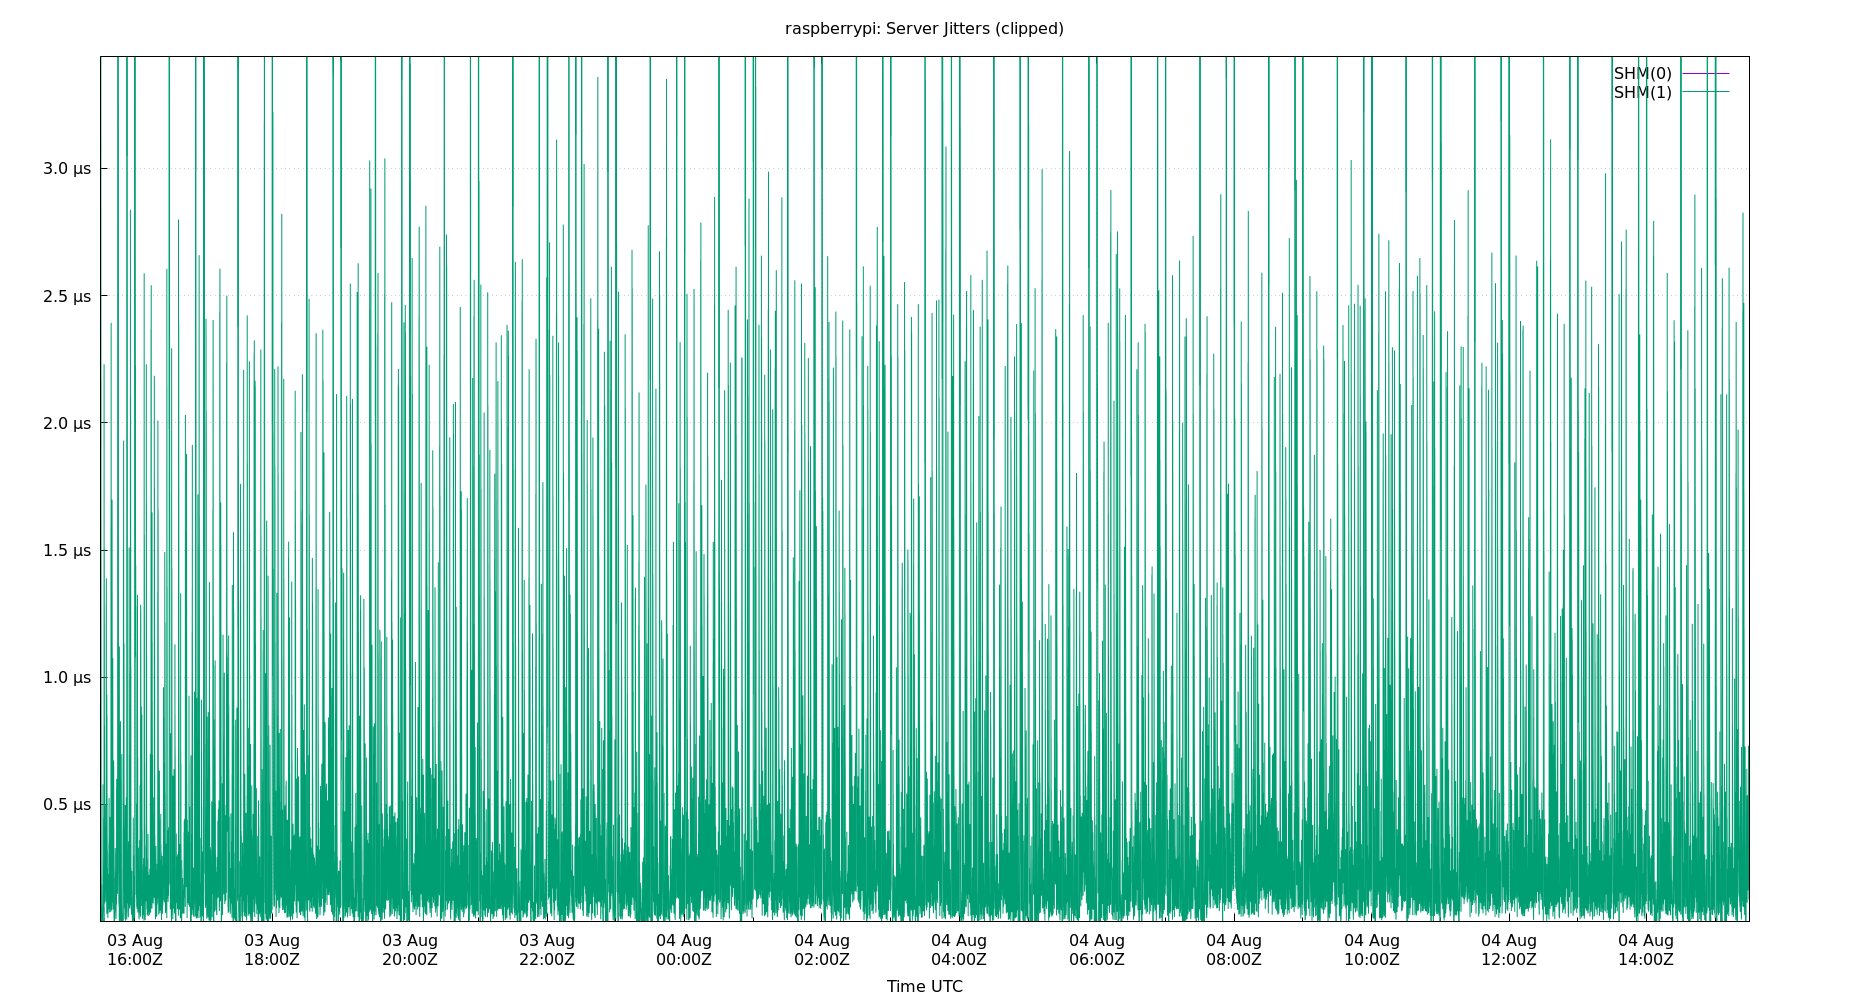 raspberrypi: Server Jitters (clipped)
SHM(0)
SHM(1)
3.0 µs
2.5 µs
2.0 µs
1.5 µs
1.0 µs
0.5 µs
03 Aug 03 Aug 03 Aug 03 Aug 04 Aug 04 Aug 04 Aug 04 Aug 04 Aug 04 Aug 04 Aug 04 Aug
16:00Z 18:00Z 20:00Z 22:00Z 00:00Z 02:00Z 04:00Z 06:00Z 08:00Z 10:00Z 12:00Z 14:00Z
Time UTC